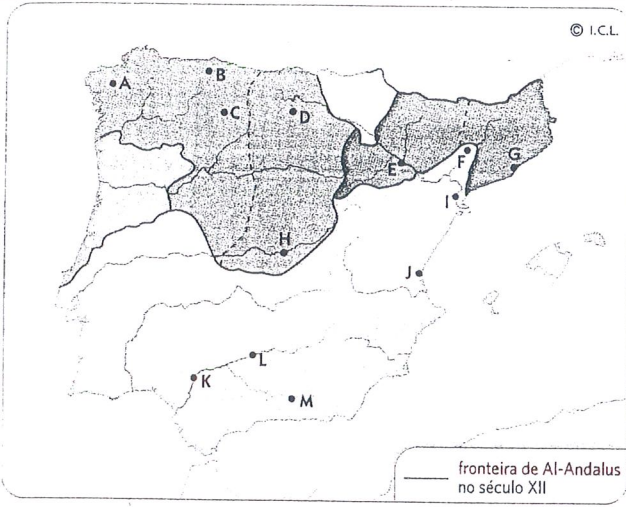 © I.C.L.
A
B
C
D
E
F
G
H
I
J
K
L
M
fronteira de Al-Andalus
no século XII